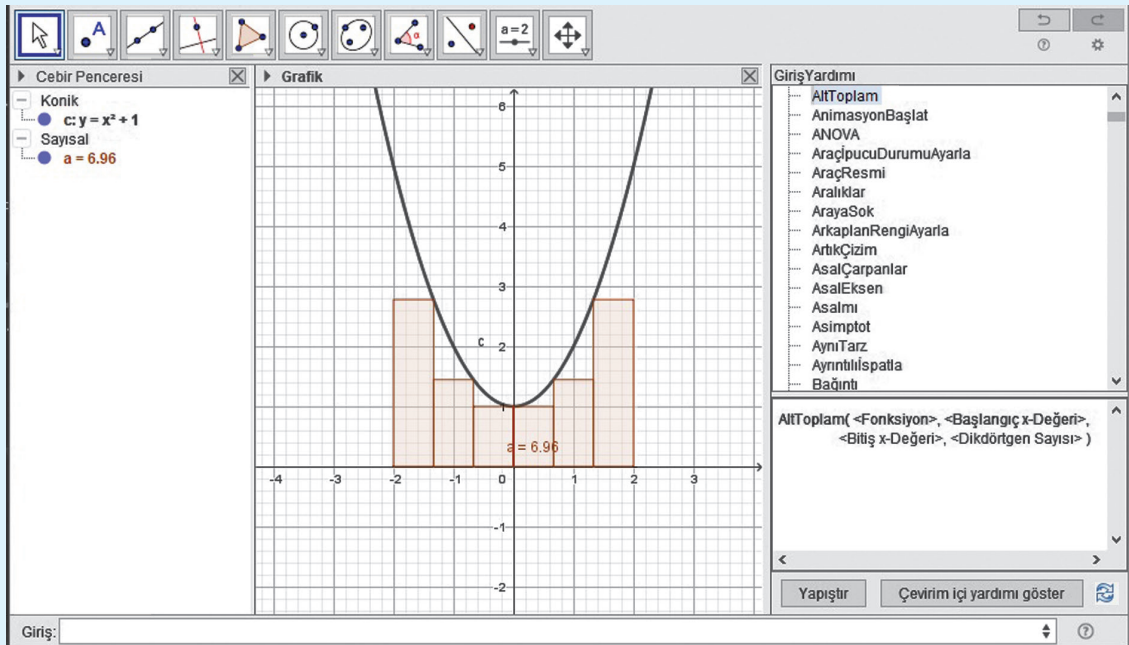 A
α
a=2
Cebir Penceresi
Konik
c: y = x² + 1
Sayısal
a = 6.96
Grafik
6
5
4
3
c
2
1
a = 6.96
-4
-3
-2
-1
0
1
2
3
-1
-2
GirişYardımı
AltToplam
AnimasyonBaşlat
ANOVA
AraçİpucuDurumuAyarla
AraçResmi
Aralıklar
ArayaSok
ArkaplanRengiAyarla
ArtıkÇizim
AsalÇarpanlar
AsalEksen
Asalmı
Asimptot
AynıTarz
Ayrıntılıİspatla
Bağıntı
AltToplam( <Fonksiyon>, <Başlangıç x-Değeri>,
<Bitiş x-Değeri>, <Dikdörtgen Sayısı> )
Yapıştır
Çevirim içi yardımı göster
Giriş: